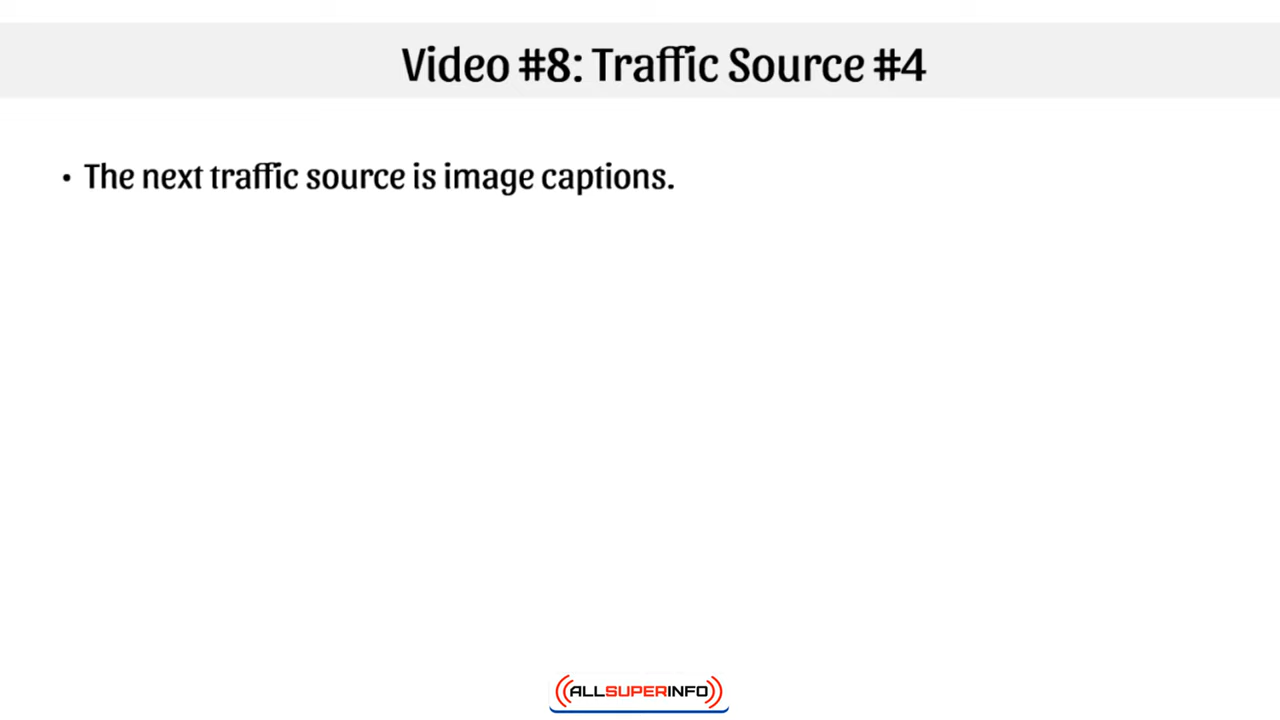 Video #8: Traffic Source #4
• The next traffic source is image captions.
ALLSUPERINFO